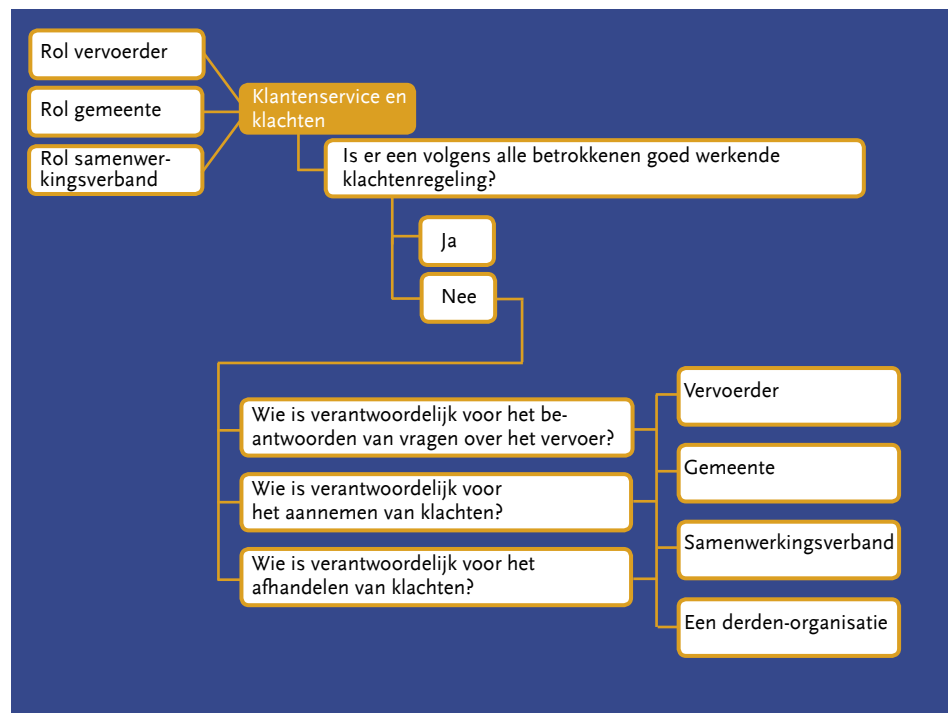 Rol vervoerder
Rol gemeente
Rol samenwer-
kingsverband
Klantenservice en
klachten
Is er een volgens alle betrokkenen goed werkende
klachtenregeling?
Ja
Nee
Wie is verantwoordelijk voor het be-
antwoorden van vragen over het vervoer?
Wie is verantwoordelijk voor
het aannemen van klachten?
Wie is verantwoordelijk voor het
afhandelen van klachten?
Vervoerder
Gemeente
Samenwerkingsverband
Een derden-organisatie